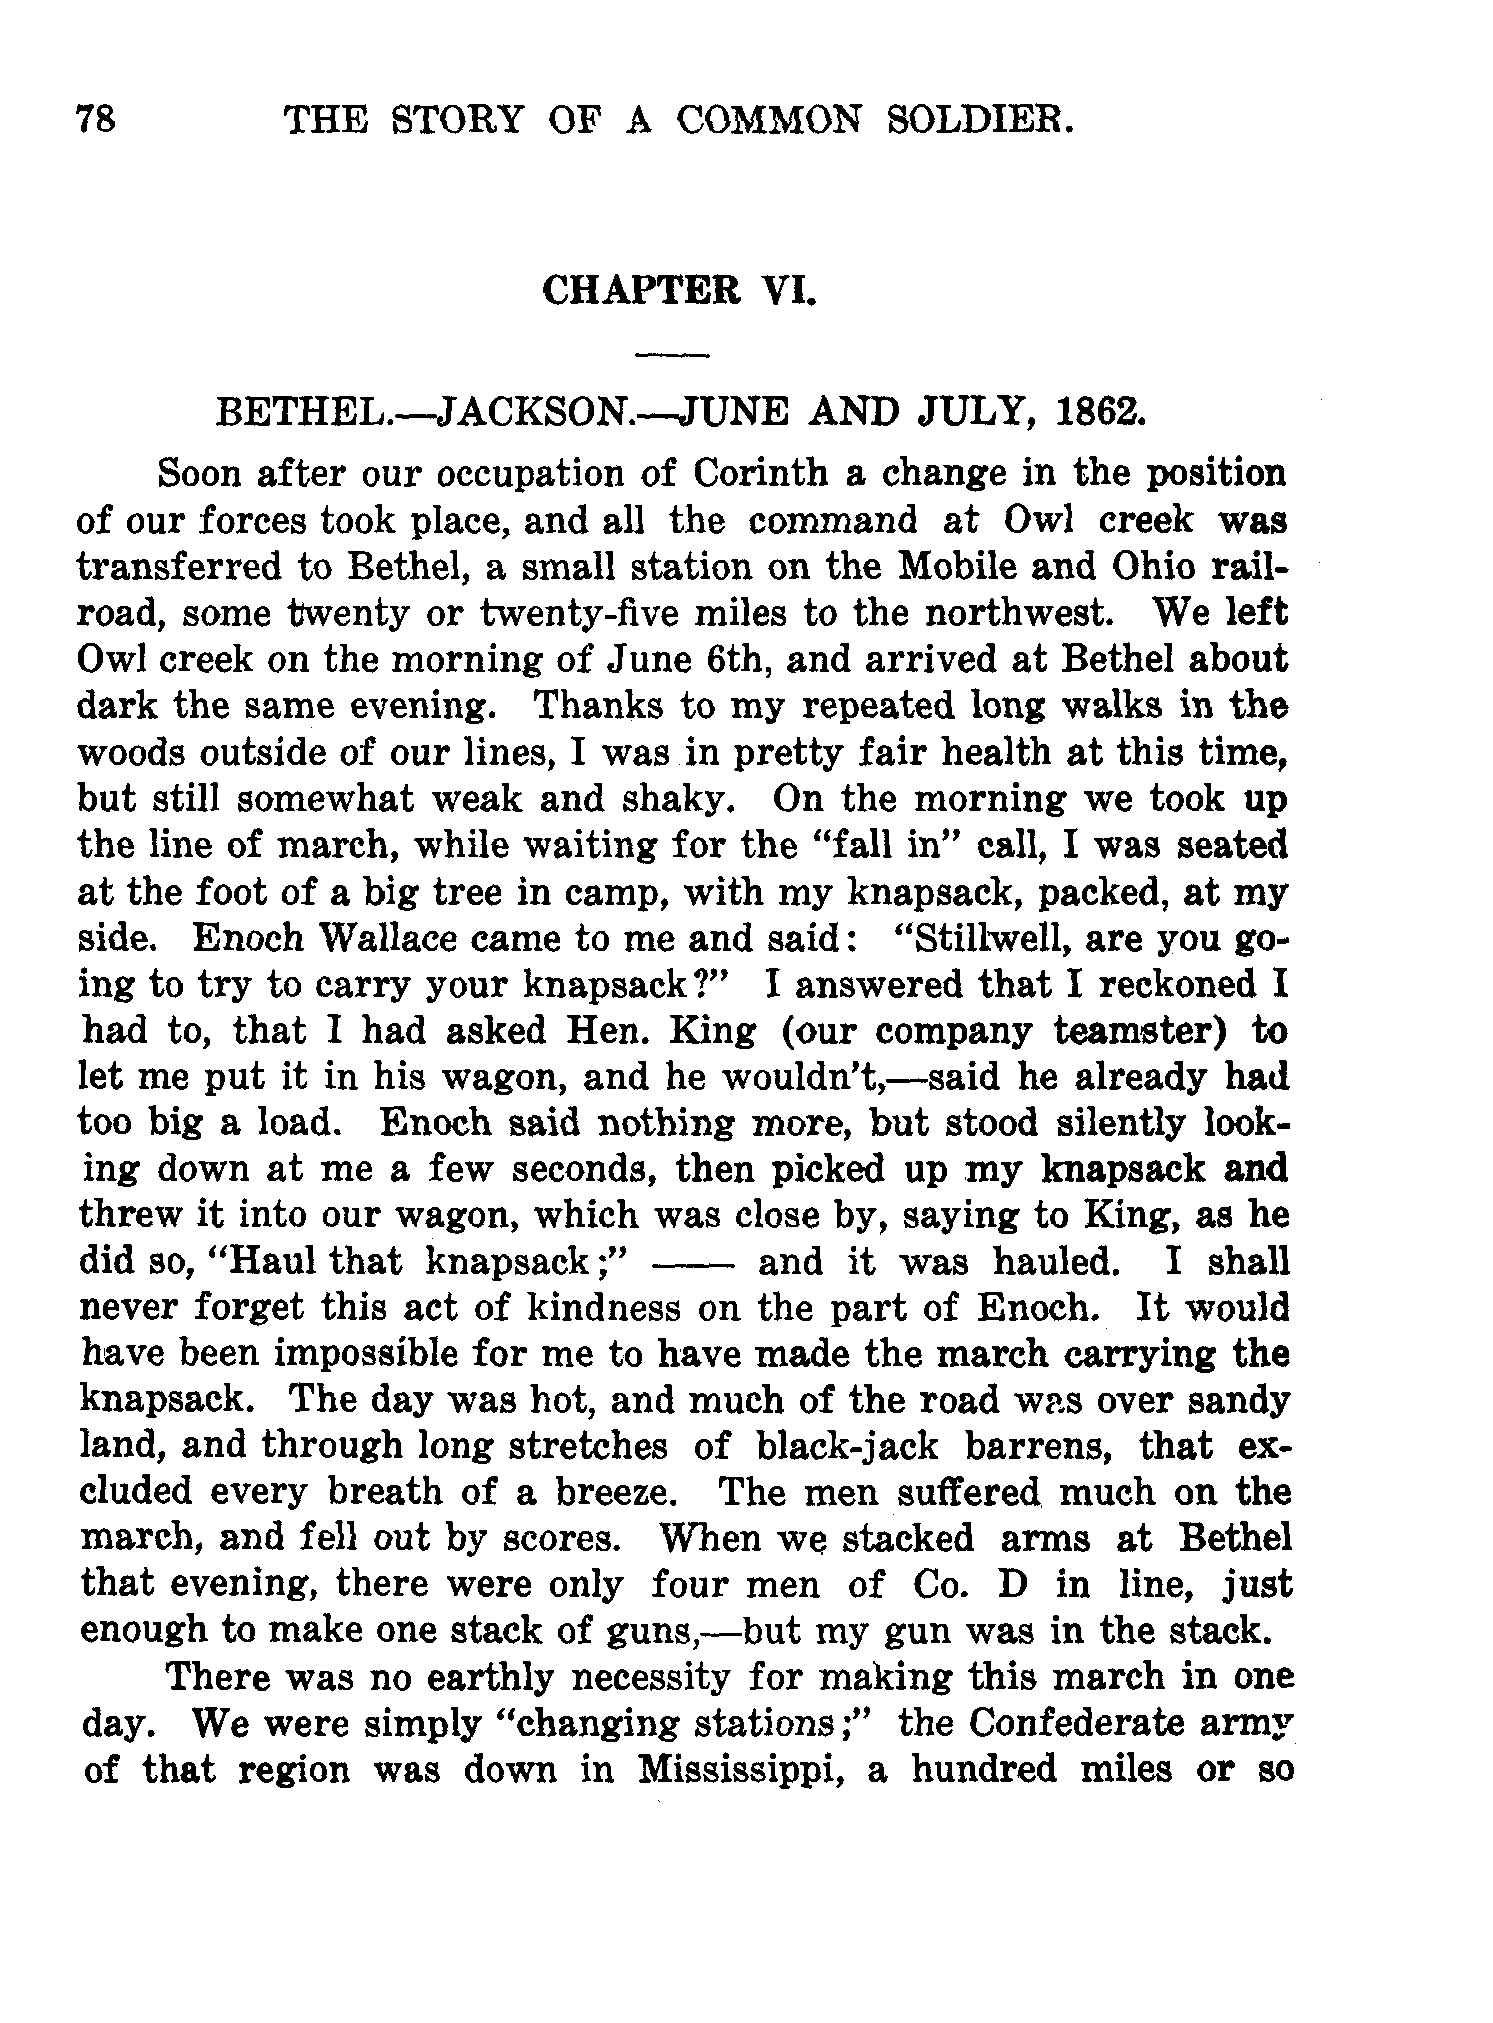 78 THE STORY OF A COMMON SOLDIER.
CHAPTER VI.
BETHEL.—JACKSON.—JUNE AND JULY, 1862.
Soon after our occupation of Corinth a change in the position
of our forces took place, and all the command at Owl creek was
transferred to Bethel, a small station on the Mobile and Ohio rail-
road, some twenty or twenty-five miles to the northwest. We left
Owl creek on the morning of June 6th, and arrived at Bethel about
dark the same evening. Thanks to my repeated long walks in the
woods outside of our lines, I was in pretty fair health at this time,
but still somewhat weak and shaky. On the morning we took up
the line of march, while waiting for the “fall in” call, I was seated
at the foot of a big tree in camp, with my knapsack, packed, at my
side. Enoch Wallace came to me and said: “Stillwell, are you go-
ing to try to carry your knapsack?” I answered that I reckoned I
had to, that I had asked Hen. King (our company teamster) to
let me put it in his wagon, and he wouldn’t,—said he already had
too big a load. Enoch said nothing more, but stood silently look-
ing down at me a few seconds, then picked up my knapsack and
threw it into our wagon, which was close by, saying to King, as he
did so, “Haul that knapsack;” —— and it was hauled. I shall
never forget this act of kindness on the part of Enoch. It would
have been impossible for me to have made the march carrying the
knapsack. The day was hot, and much of the road was over sandy
land, and through long stretches of black-jack barrens, that ex-
cluded every breath of a breeze. The men suffered much on the
march, and fell out by scores. When we stacked arms at Bethel
that evening, there were only four men of Co. D in line, just
enough to make one stack of guns,—but my gun was in the stack.
There was no earthly necessity for making this march in one
day. We were simply “changing stations;” the Confederate army
of that region was down in Mississippi, a hundred miles or so